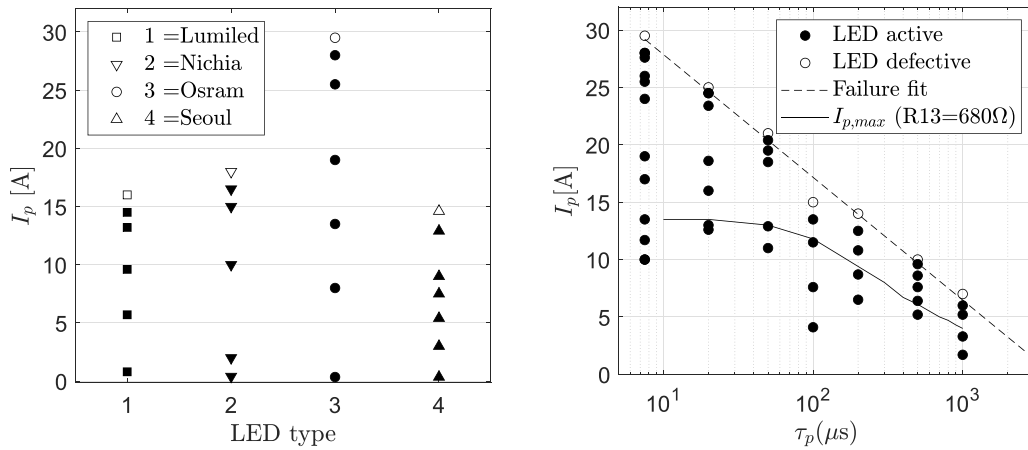 30
25
20
15
10
5
0
I_p [A]
1 =Lumiled
2 =Nichia
3 =Osram
4 =Seoul
1 2 3 4
LED type
30
25
20
15
10
5
0
I_p[A]
LED active
LED defective
Failure fit
I_{p,max} (R13=680Ω)
10^1 10^2 10^3
τ_p(μs)